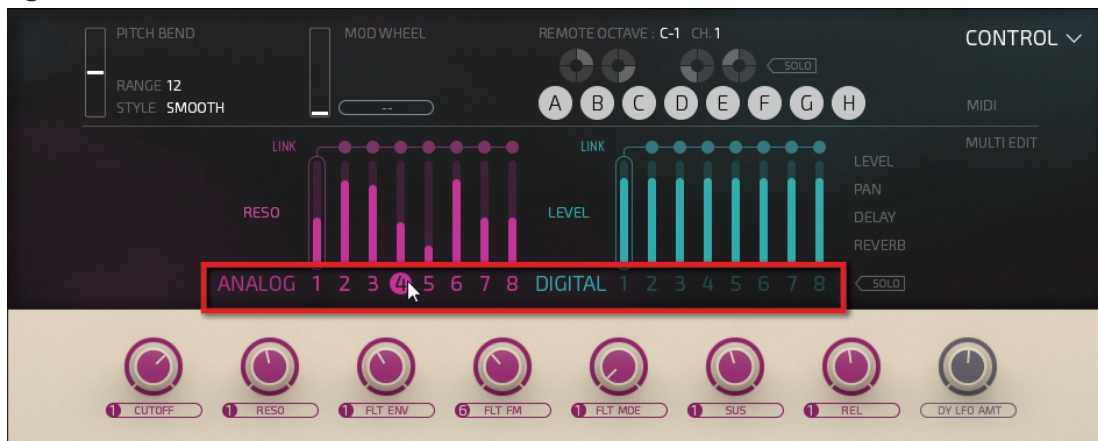 PITCH BEND
MOD WHEEL
REMOTE OCTAVE : C-1 CH. 1
CONTROL
SOLO
RANGE 12
STYLE SMOOTH
--
A B C D E F G H
MIDI
LINK
LINK
MULTI EDIT
LEVEL
PAN
RESO
LEVEL
DELAY
REVERB
ANALOG 1 2 3 4 5 6 7 8 DIGITAL 1 2 3 4 5 6 7 8
SOLO
1 CUTOFF
1 RESO
1 FLT ENV
6 FLT FM
1 FLT MDE
1 SUS
1 REL
DY LFO AMT